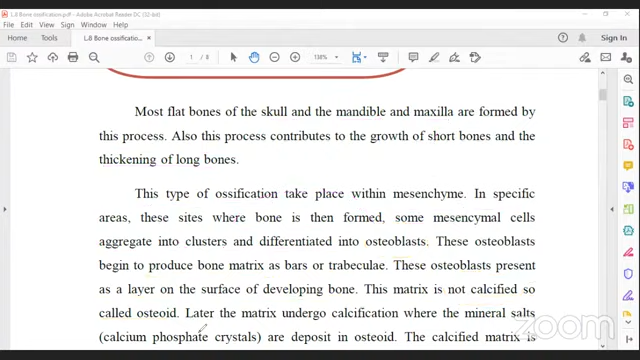 L.8 Bone ossification.pdf - Adobe Acrobat Reader DC (32-bit)
File Edit View Sign Window Help
Home Tools L.8 Bone ossificatio... × Sign In
1 / 8 138%
Most flat bones of the skull and the mandible and maxilla are formed by
this process. Also this process contributes to the growth of short bones and the
thickening of long bones.
This type of ossification take place within mesenchyme. In specific
areas, these sites where bone is then formed, some mesencymal cells
aggregate into clusters and differentiated into osteoblasts. These osteoblasts
begin to produce bone matrix as bars or trabeculae. These osteoblasts present
as a layer on the surface of developing bone. This matrix is not calcified so
called osteoid. Later the matrix undergo calcification where the mineral salts
(calcium phosphate crystals) are deposit in osteoid. The calcified matrix is
zoom